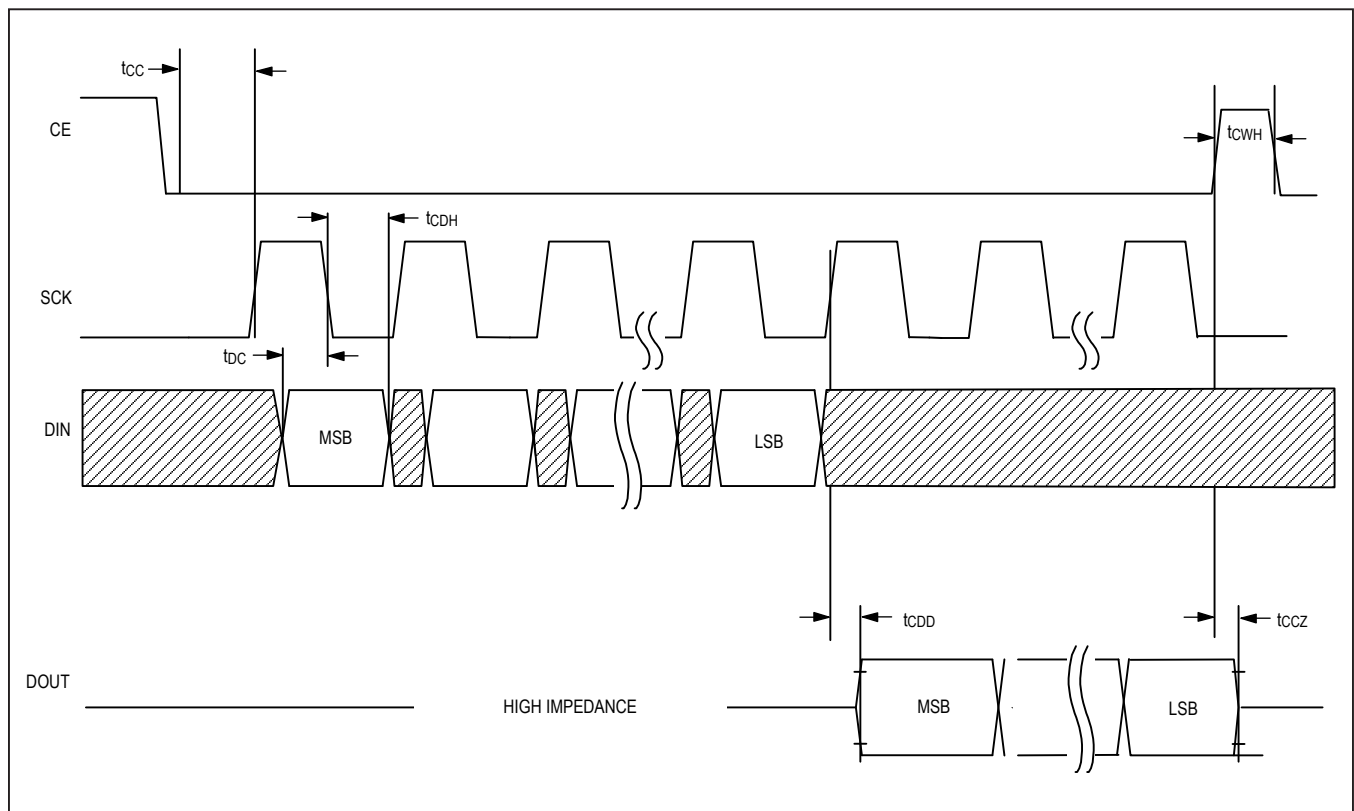 tCC
CE
tCWH
tCDH
SCK
tDC
DIN
MSB
LSB
tCDD
tCCZ
DOUT
HIGH IMPEDANCE
MSB
LSB